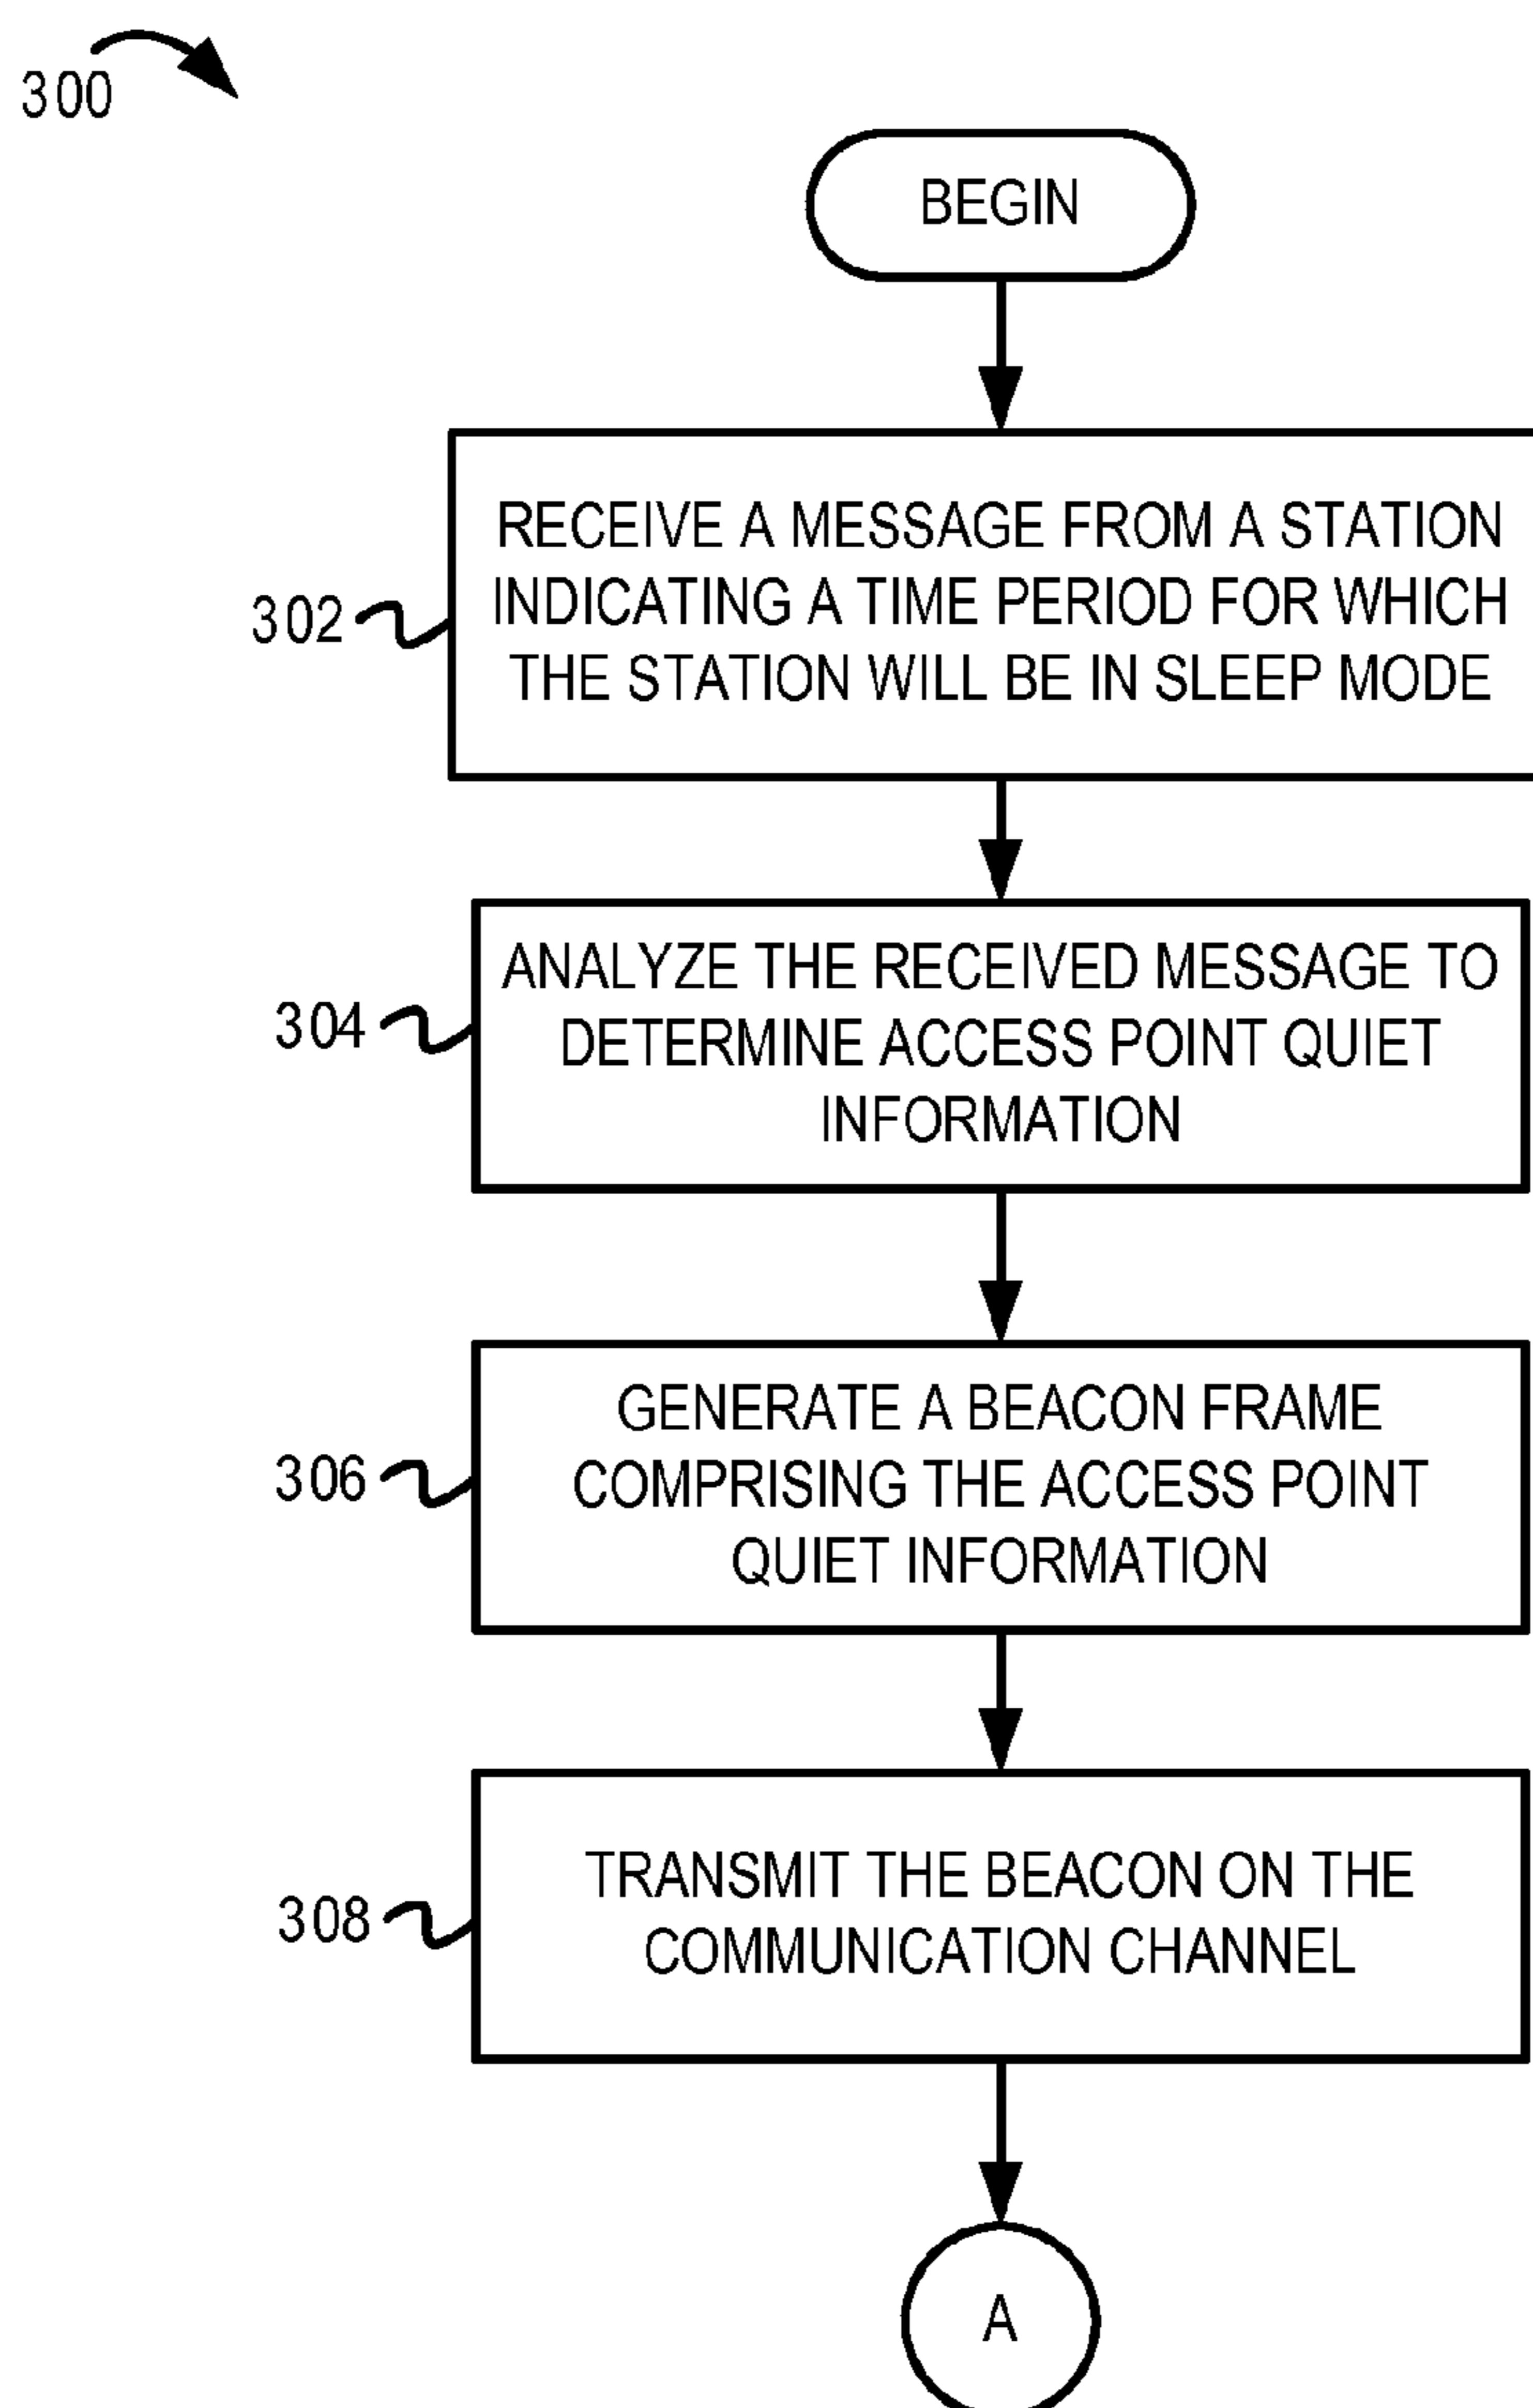 300
BEGIN
RECEIVE A MESSAGE FROM A STATION
INDICATING A TIME PERIOD FOR WHICH
THE STATION WILL BE IN SLEEP MODE
302
ANALYZE THE RECEIVED MESSAGE TO
DETERMINE ACCESS POINT QUIET
INFORMATION
304
GENERATE A BEACON FRAME
COMPRISING THE ACCESS POINT
QUIET INFORMATION
306
TRANSMIT THE BEACON ON THE
COMMUNICATION CHANNEL
308
A